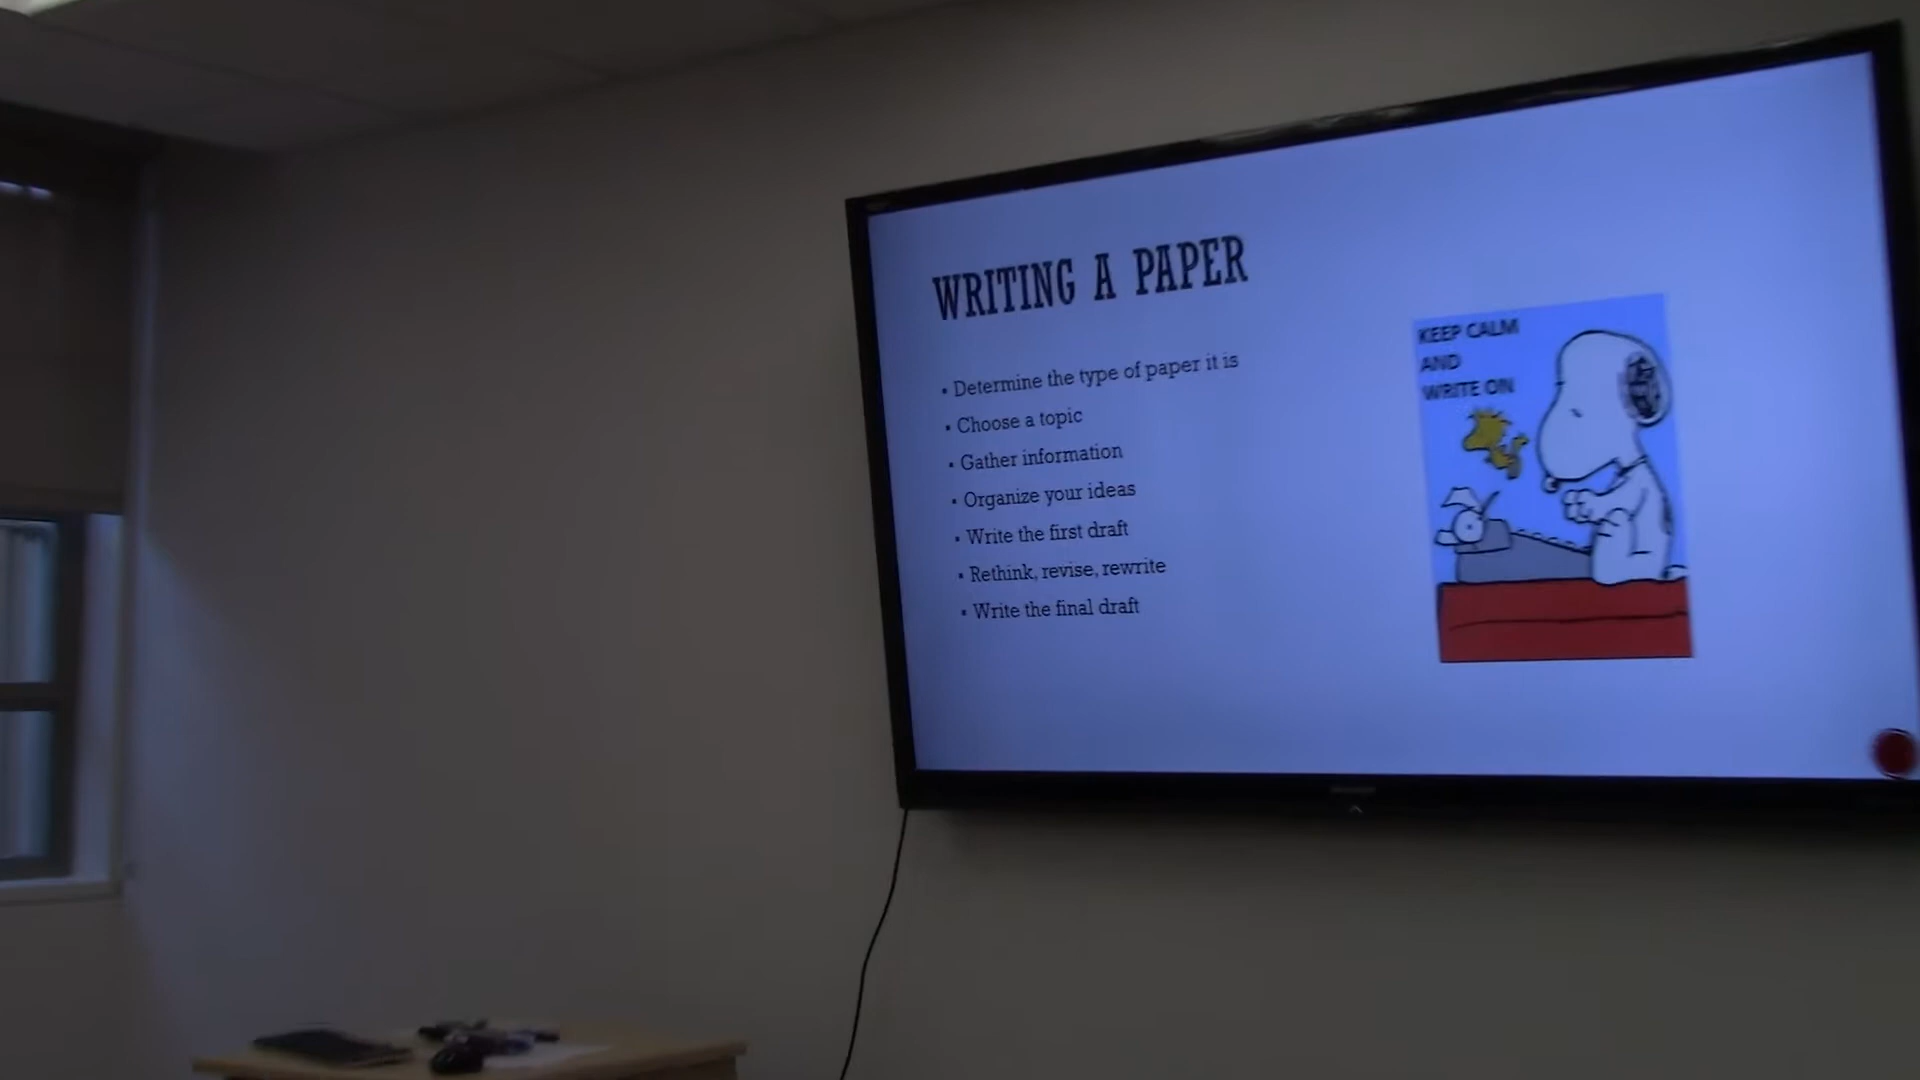 WRITING A PAPER
• Determine the type of paper it is
• Choose a topic
• Gather information
• Organize your ideas
• Write the first draft
• Rethink, revise, rewrite
• Write the final draft
KEEP CALM
AND
WRITE ON